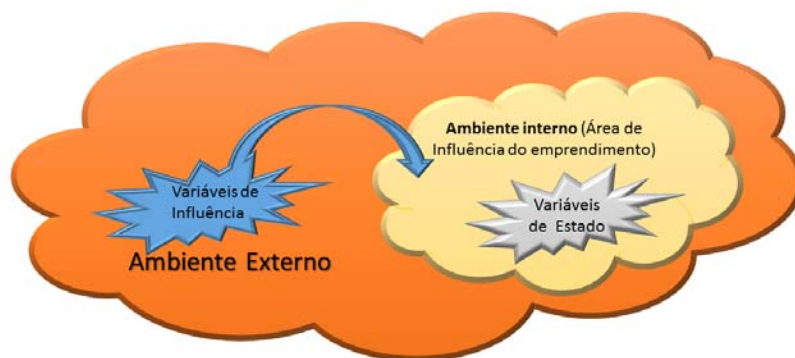 Ambiente interno (Área de
Influência do emprendimento)
Variáveis de
Influência
Variáveis
de Estado
Ambiente Externo